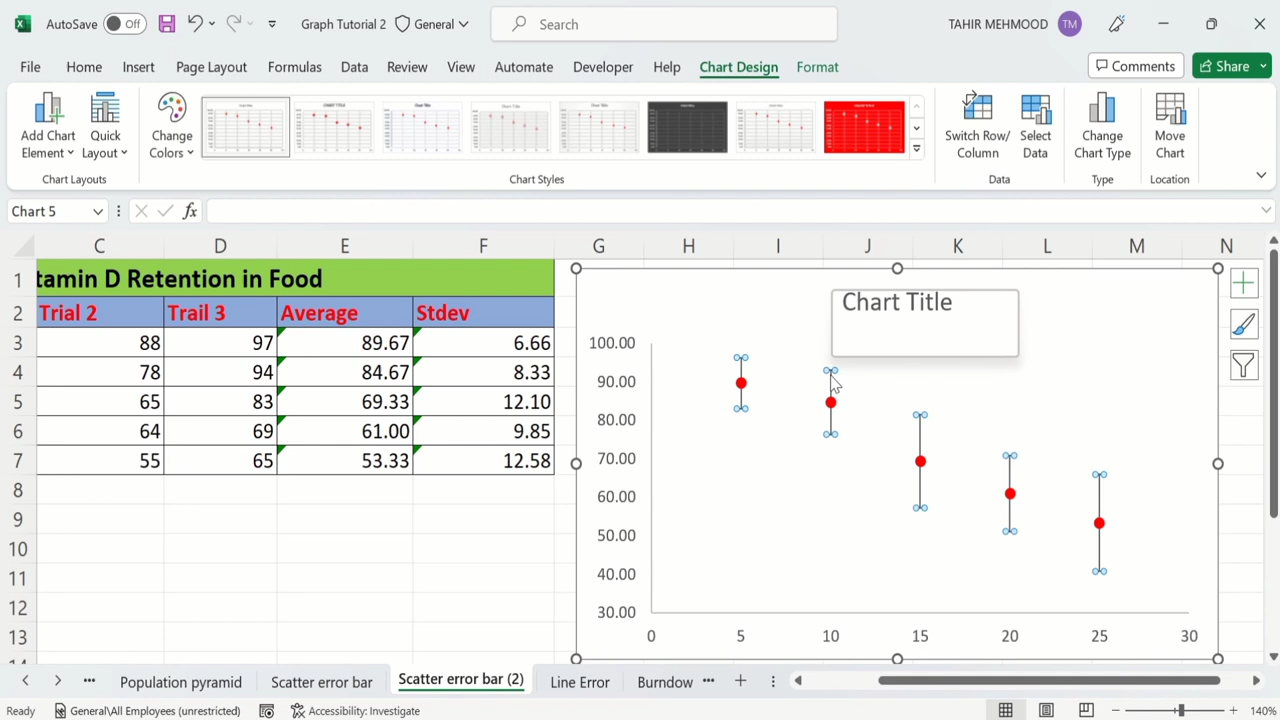 AutoSave Off Graph Tutorial 2 General Search TAHIR MEHMOOD TM
File Home Insert Page Layout Formulas Data Review View Automate Developer Help Chart Design Format Comments Share
Add Chart Element Quick Layout Change Colors Switch Row/ Column Select Data Change Chart Type Move Chart
Chart Layouts Chart Styles Data Type Location
Chart 5 fx
C D E F G H I J K L M N
1 tamin D Retention in Food
2 Trial 2 Trail 3 Average Stdev
3 88 97 89.67 6.66
4 78 94 84.67 8.33
5 65 83 69.33 12.10
6 64 69 61.00 9.85
7 55 65 53.33 12.58
8
9
10
11
12
13
Chart Title
100.00
90.00
80.00
70.00
60.00
50.00
40.00
30.00
0 5 10 15 20 25 30
Population pyramid Scatter error bar Scatter error bar (2) Line Error Burndow
Ready General\All Employees (unrestricted) Accessibility: Investigate 140%